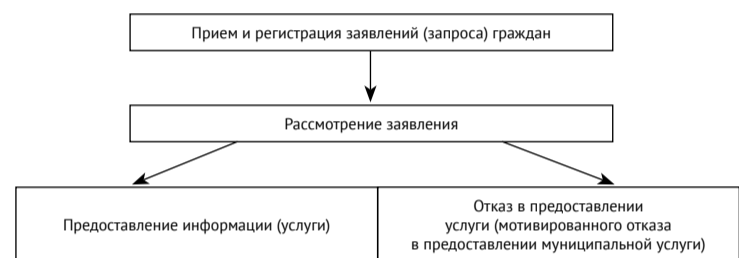 Прием и регистрация заявлений (запроса) граждан
Рассмотрение заявления
Предоставление информации (услуги)
Отказ в предоставлении
услуги (мотивированного отказа
в предоставлении муниципальной услуги)